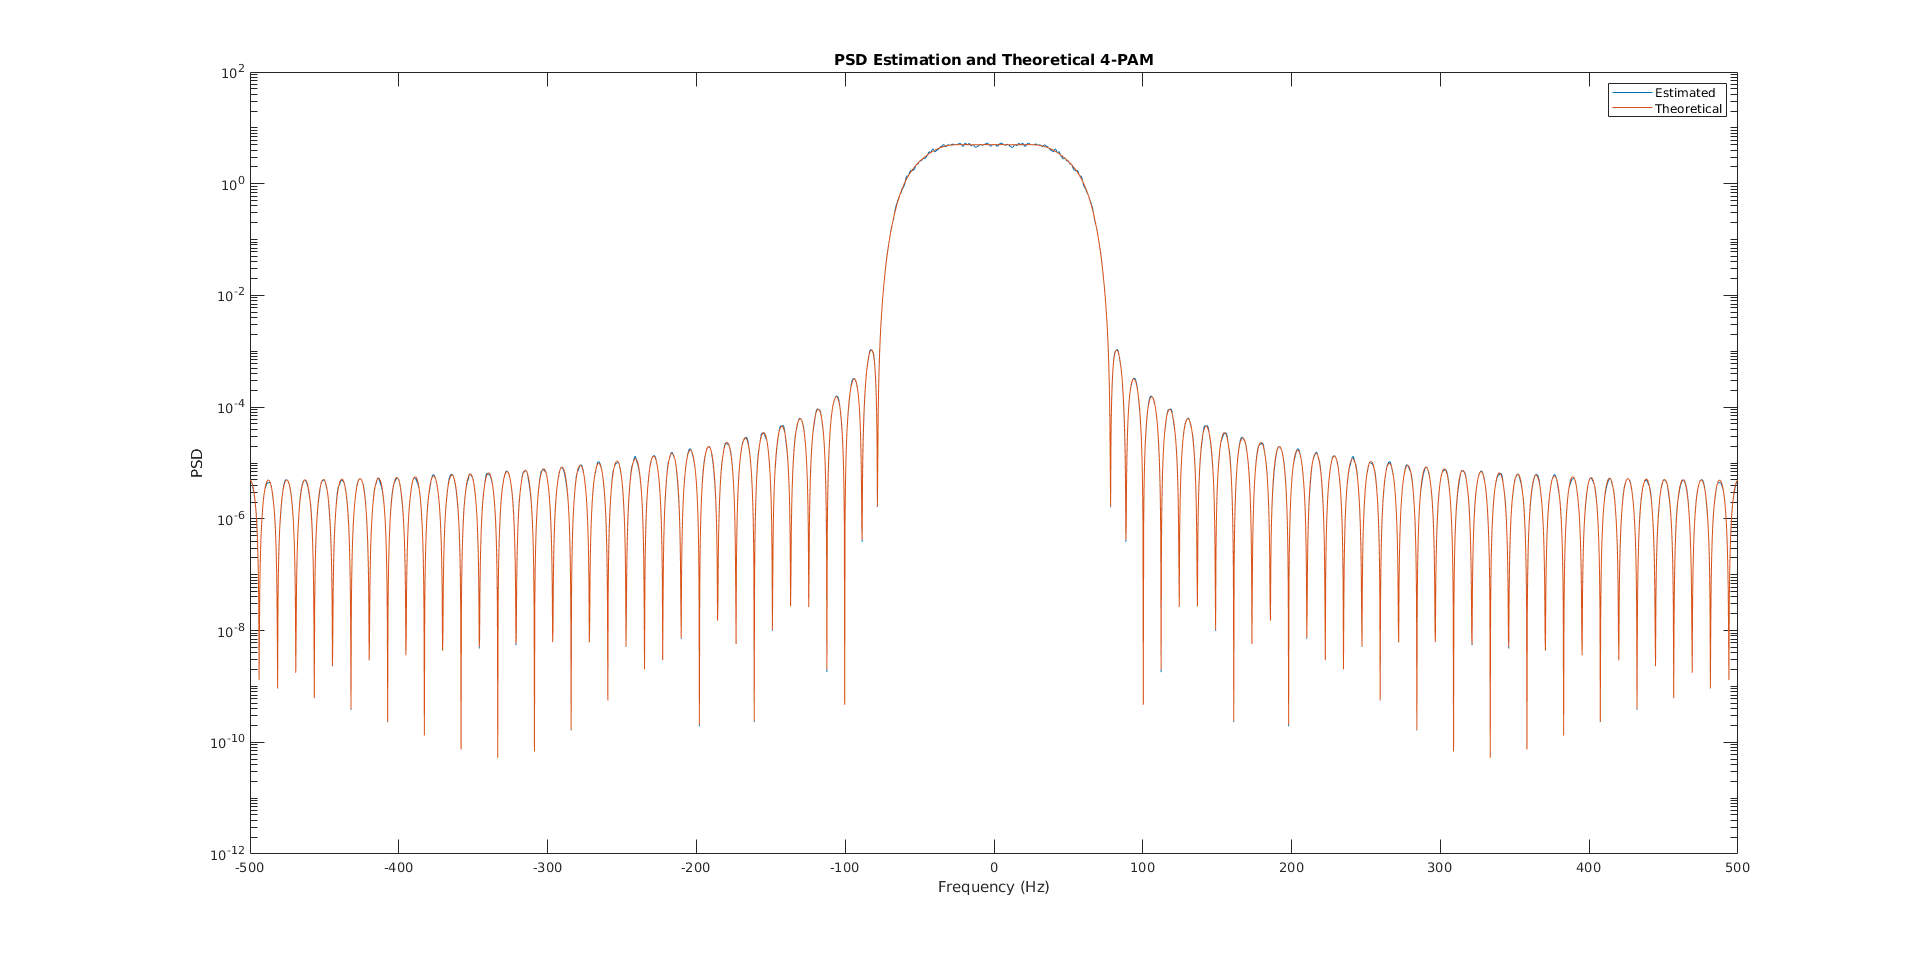 PSD Estimation and Theoretical 4-PAM
Estimated
Theoretical
10^2
10^0
10^-2
10^-4
10^-6
10^-8
10^-10
10^-12
PSD
-500 -400 -300 -200 -100 0 100 200 300 400 500
Frequency (Hz)